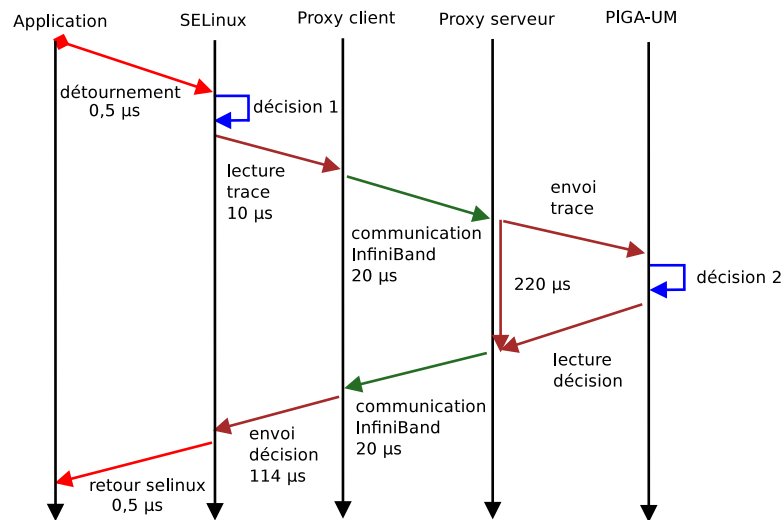 Application
SELinux
Proxy client
Proxy serveur
PIGA-UM
détournement
0,5 µs
décision 1
lecture
trace
10 µs
communication
InfiniBand
20 µs
envoi
trace
220 µs
décision 2
lecture
décision
communication
InfiniBand
20 µs
envoi
décision
114 µs
retour selinux
0,5 µs